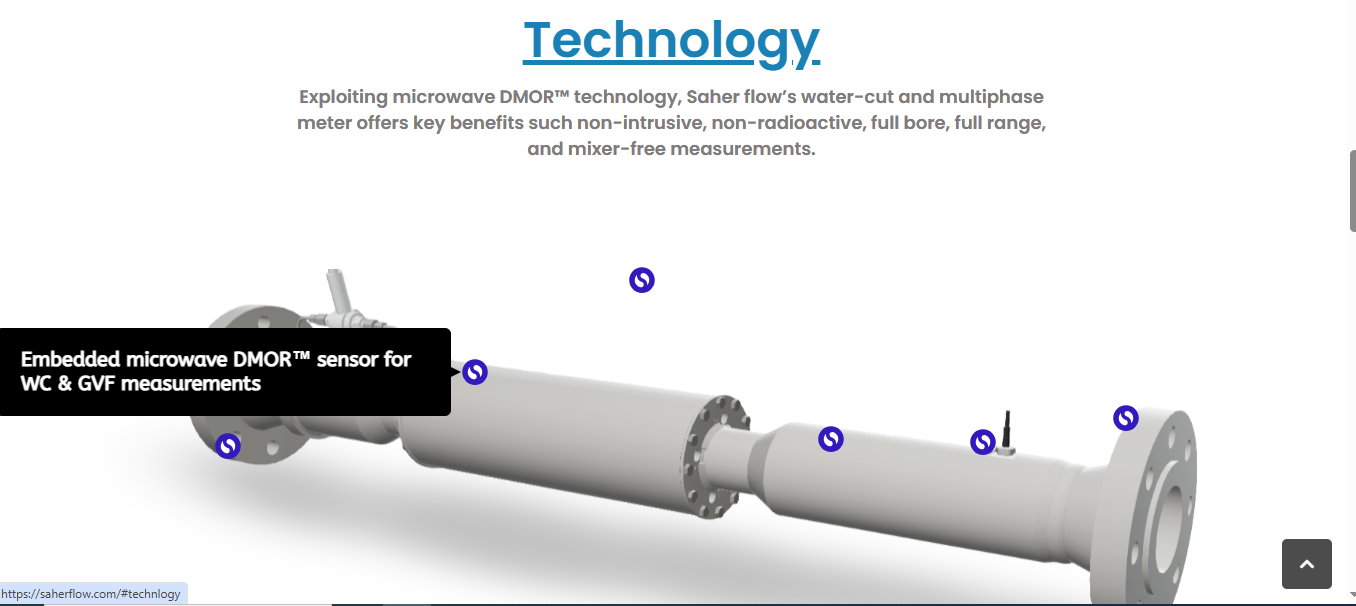 Technology
Exploiting microwave DMOR™ technology, Saher flow’s water-cut and multiphase
meter offers key benefits such non-intrusive, non-radioactive, full bore, full range,
and mixer-free measurements.
Embedded microwave DMOR™ sensor for
WC & GVF measurements
https://saherflow.com/#technlogy